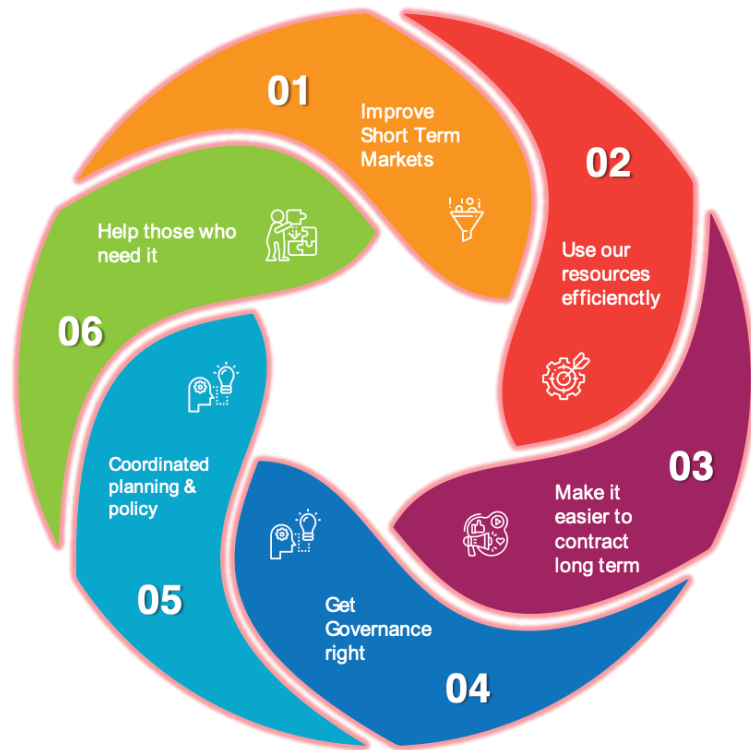 01
Improve
Short Term
Markets
02
Use our
resources
efficienctly
03
Make it
easier to
contract
long term
04
Get
Governance
right
05
Coordinated
planning &
policy
06
Help those who
need it